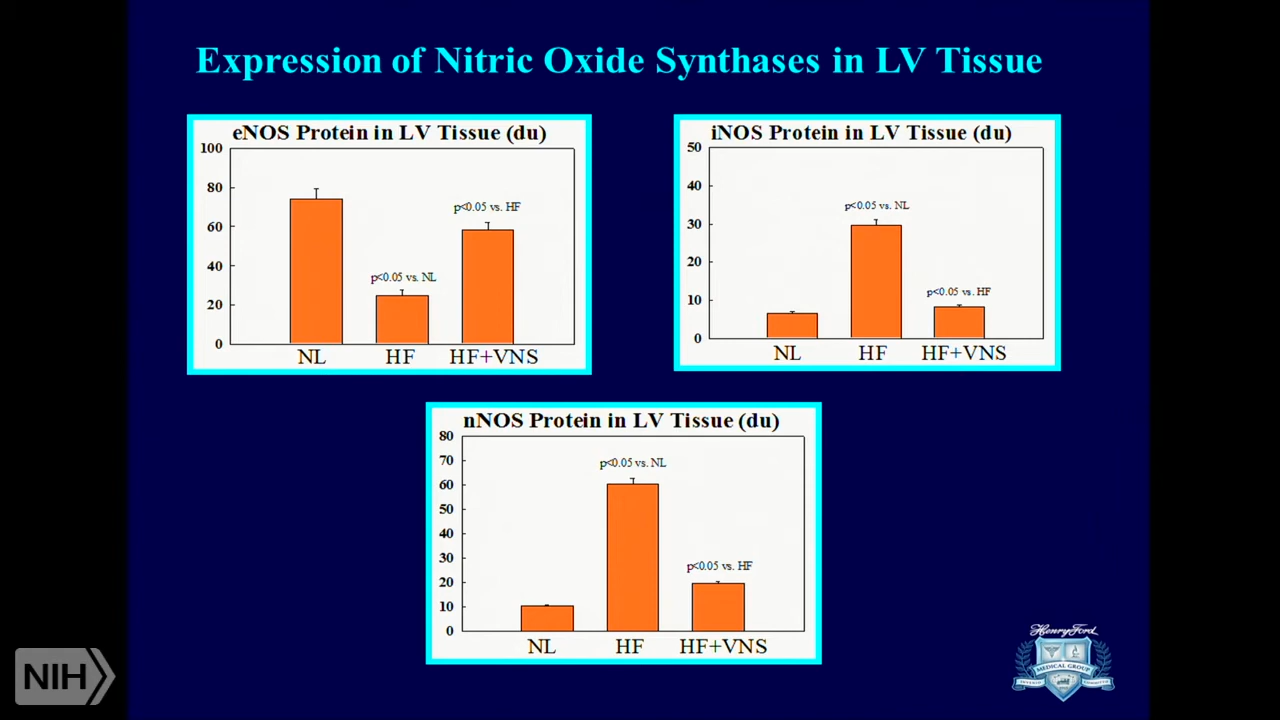 Expression of Nitric Oxide Synthases in LV Tissue
eNOS Protein in LV Tissue (du)
100
80
60
40
20
0
p<0.05 vs. NL
p<0.05 vs. HF
NL HF HF+VNS
iNOS Protein in LV Tissue (du)
50
40
30
20
10
0
p<0.05 vs. NL
p<0.05 vs. HF
NL HF HF+VNS
nNOS Protein in LV Tissue (du)
80
70
60
50
40
30
20
10
0
p<0.05 vs. NL
p<0.05 vs. HF
NL HF HF+VNS
NIH
Henry Ford
MEDICAL GROUP